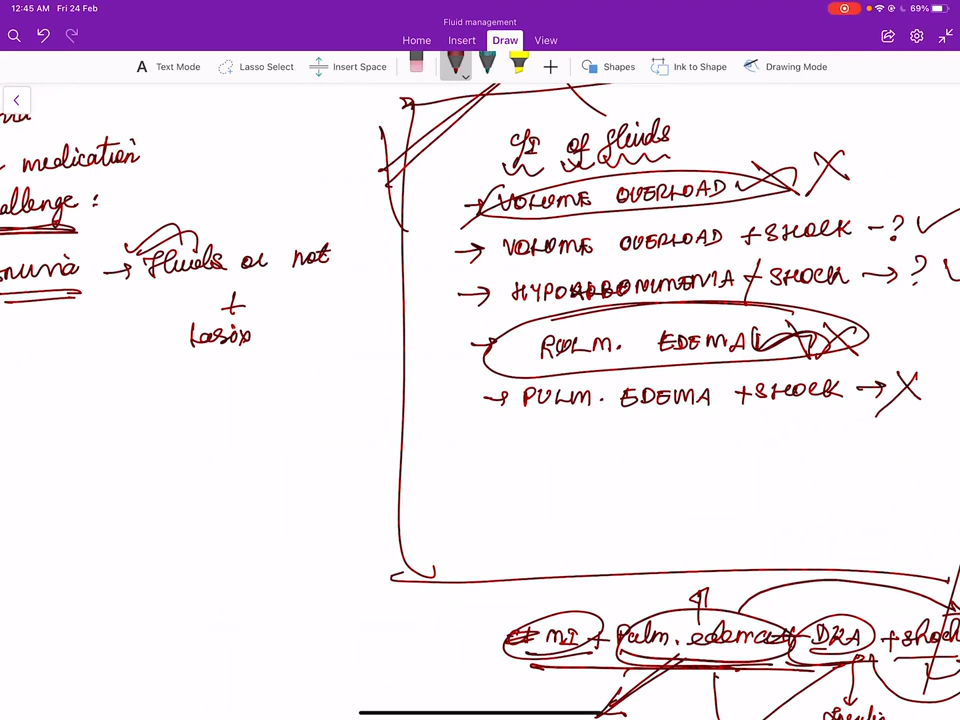 12:45 AM Fri 24 Feb
69%
Fluid management
Home Insert Draw View
Text Mode Lasso Select Insert Space Shapes Ink to Shape Drawing Mode
medication
allenge :
→ Fluids or not
+
Lasix
C/I of fluids
→ VOLUME OVERLOAD
→ VOLUME OVERLOAD + SHOCK - ?
→ SHOCK → ?
→ PULM. EDEMA
→ PULM. EDEMA + SHOCK → X
MI + Pulm. edema + DKA + shock